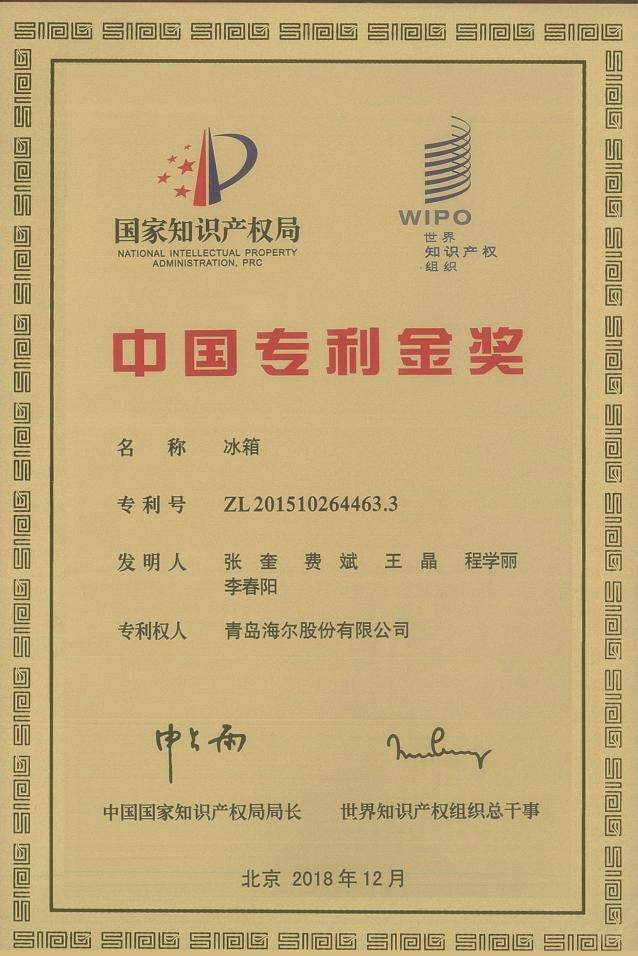 国家知识产权局
NATIONAL INTELLECTUAL PROPERTY
ADMINISTRATION, PRC
WIPO
世界
知识产权
组织
中国专利金奖
名 称 冰箱
专利号 ZL201510264463.3
发明人 张 奎 费 斌 王 晶 程学丽
李春阳
专利权人 青岛海尔股份有限公司
申长雨
中国国家知识产权局局长 世界知识产权组织总干事
北京 2018年12月